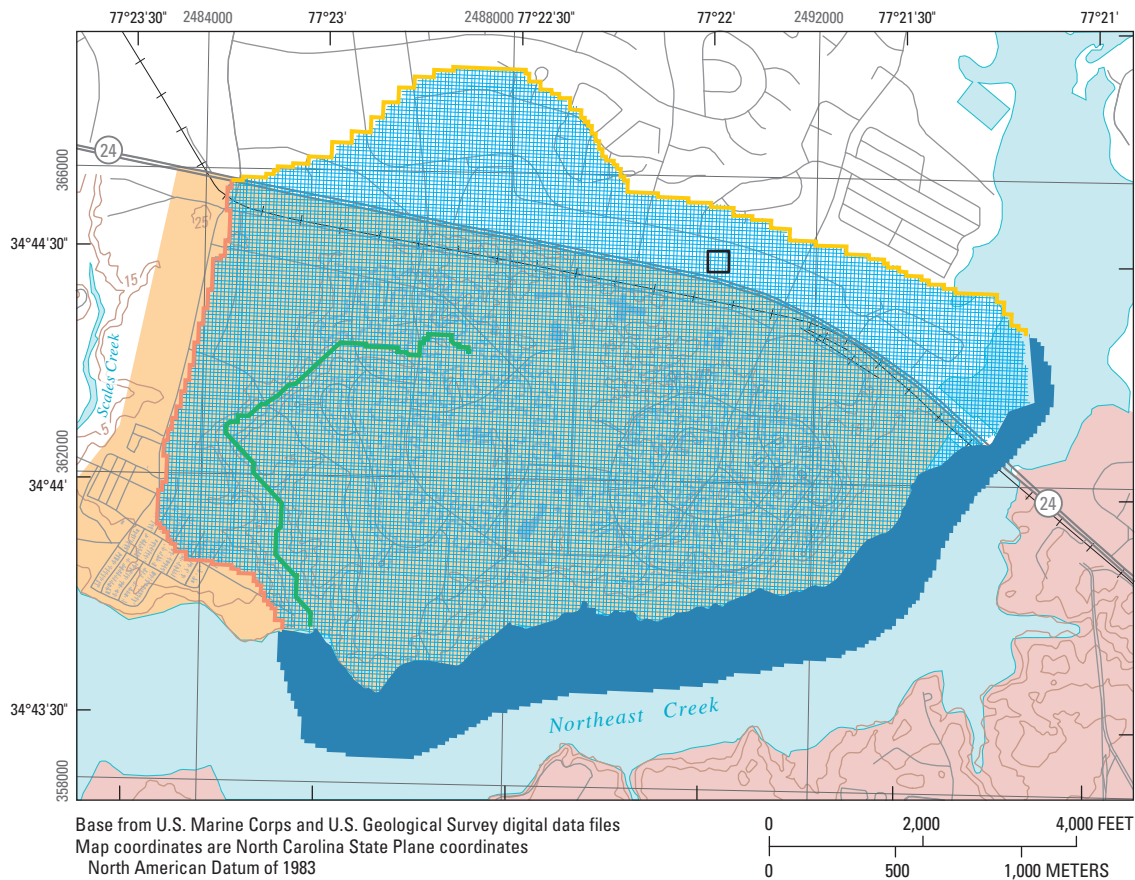 77°23'30" 2484000 77°23' 2488000 77°22'30" 77°22' 2492000 77°21'30" 77°21'
24
366000
25
34°44'30"
15
Scales Creek
5
362000
34°44'
24
34°43'30"
Northeast Creek
358000
Base from U.S. Marine Corps and U.S. Geological Survey digital data files
Map coordinates are North Carolina State Plane coordinates
North American Datum of 1983
0 2,000 4,000 FEET
0 500 1,000 METERS